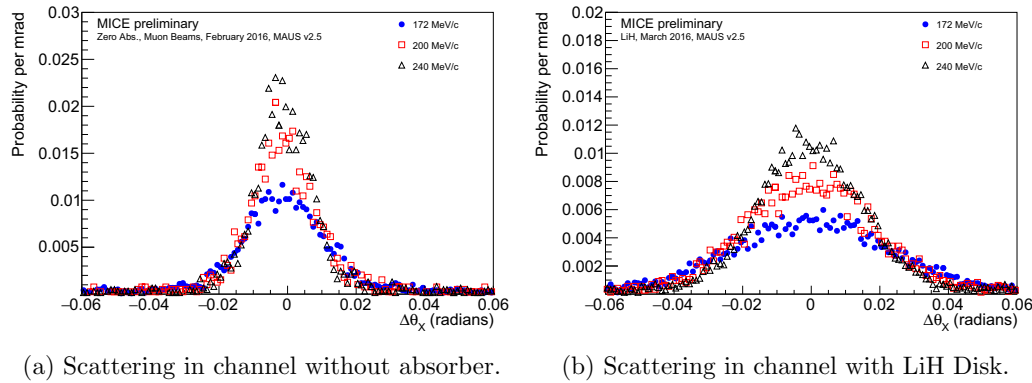 MICE preliminary
Zero Abs., Muon Beams, February 2016, MAUS v2.5
172 MeV/c
200 MeV/c
240 MeV/c
Probability per mrad
0.03
0.025
0.02
0.015
0.01
0.005
−0.06 −0.04 −0.02 0 0.02 0.04 0.06
Δθ_X (radians)
(a) Scattering in channel without absorber.
MICE preliminary
LiH, March 2016, MAUS v2.5
172 MeV/c
200 MeV/c
240 MeV/c
Probability per mrad
0.02
0.018
0.016
0.014
0.012
0.01
0.008
0.006
0.004
0.002
−0.06 −0.04 −0.02 0 0.02 0.04 0.06
Δθ_X (radians)
(b) Scattering in channel with LiH Disk.